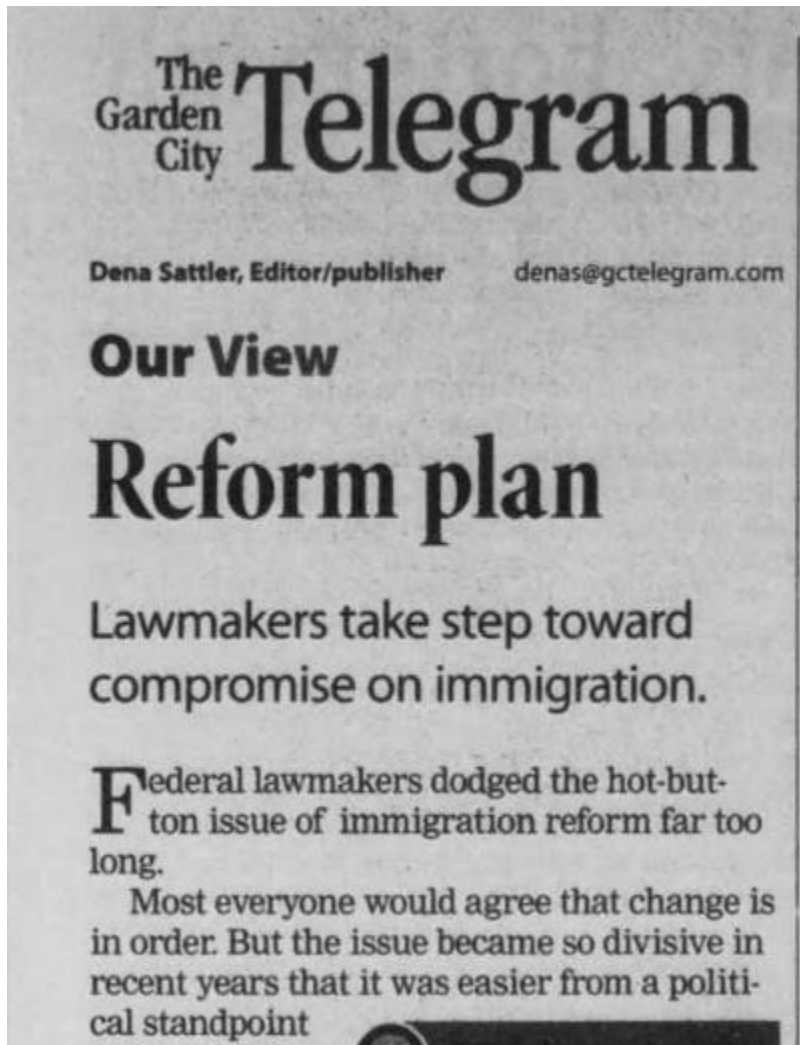 The
Garden
City
Telegram
Dena Sattler, Editor/publisher denas@gctelegram.com
Our View
Reform plan
Lawmakers take step toward
compromise on immigration.
Federal lawmakers dodged the hot-but-
ton issue of immigration reform far too
long.
Most everyone would agree that change is
in order. But the issue became so divisive in
recent years that it was easier from a politi-
cal standpoint